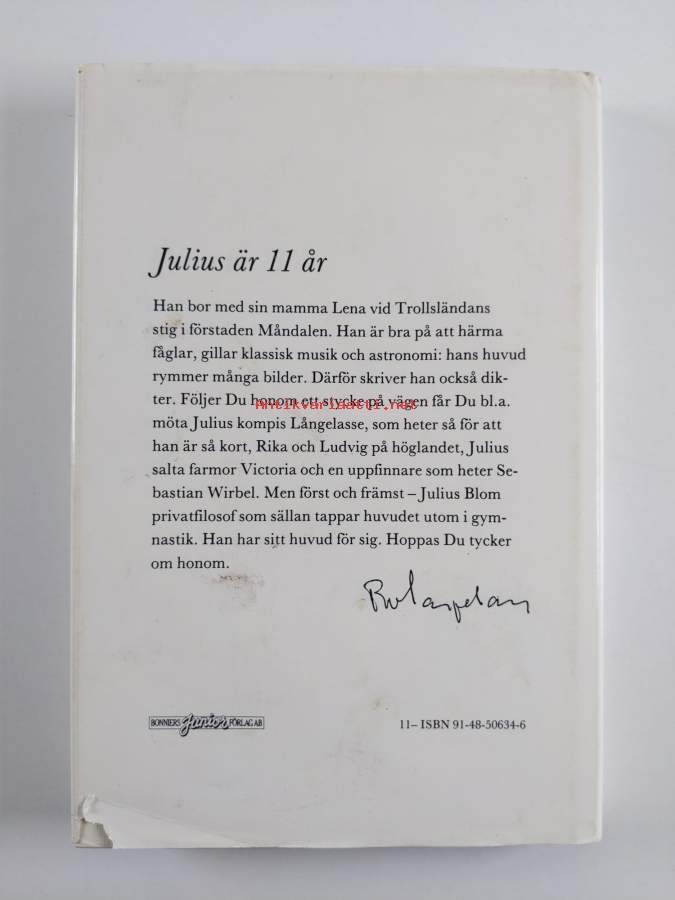 Julius är 11 år
Han bor med sin mamma Lena vid Trollsländans
stig i förstaden Måndalen. Han är bra på att härma
fåglar, gillar klassisk musik och astronomi: hans huvud
rymmer många bilder. Därför skriver han också dik-
ter. Följer Du honom ett stycke på vägen får Du bl.a.
Antikvariaatti.net
möta Julius kompis Långelasse, som heter så för att
han är så kort, Rika och Ludvig på höglandet, Julius
salta farmor Victoria och en uppfinnare som heter Se-
bastian Wirbel. Men först och främst – Julius Blom
privatfilosof som sällan tappar huvudet utom i gym-
nastik. Han har sitt huvud för sig. Hoppas Du tycker
om honom.
BONNIERS Junior FÖRLAG AB
11– ISBN 91-48-50634-6